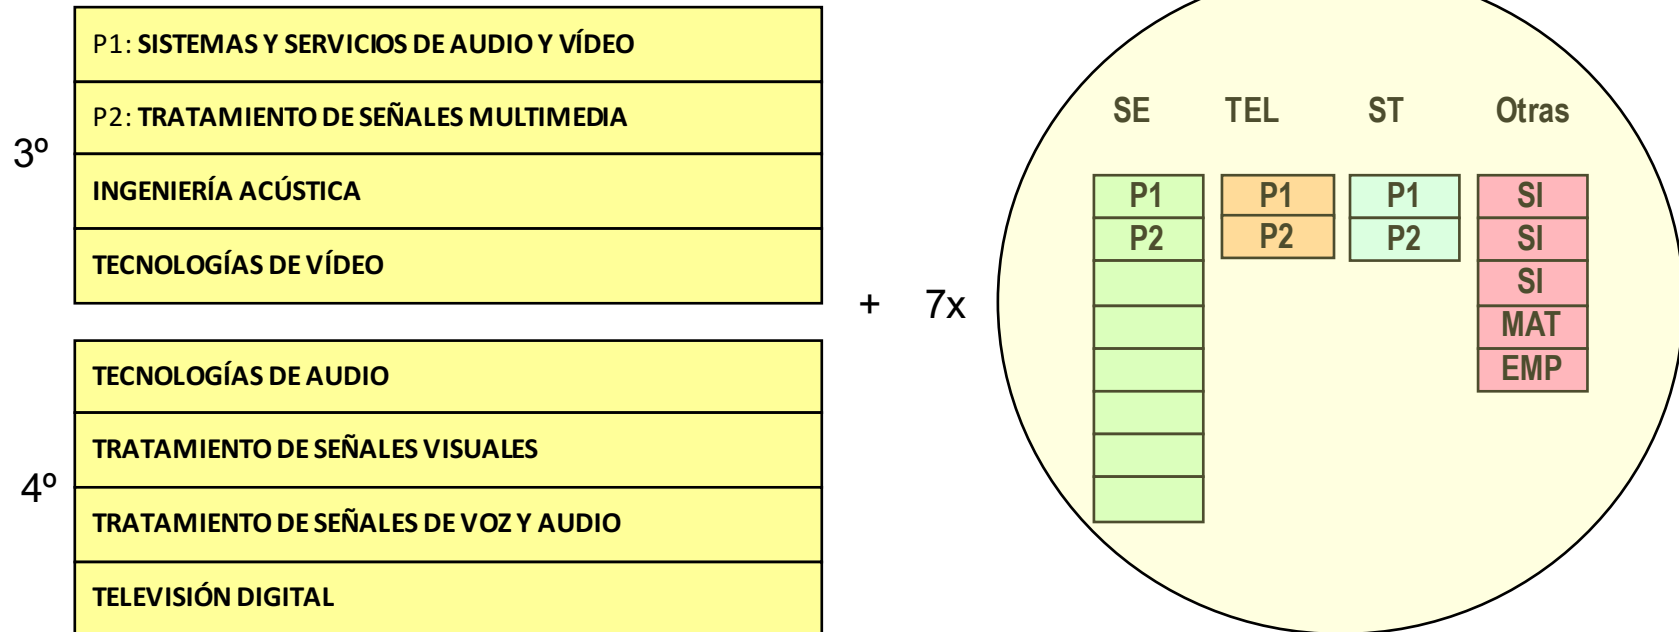 3º
P1: SISTEMAS Y SERVICIOS DE AUDIO Y VÍDEO
P2: TRATAMIENTO DE SEÑALES MULTIMEDIA
INGENIERÍA ACÚSTICA
TECNOLOGÍAS DE VÍDEO
4º
TECNOLOGÍAS DE AUDIO
TRATAMIENTO DE SEÑALES VISUALES
TRATAMIENTO DE SEÑALES DE VOZ Y AUDIO
TELEVISIÓN DIGITAL
+ 7x
SE TEL ST Otras
P1 P1 P1 SI
P2 P2 P2 SI
SI
MAT
EMP